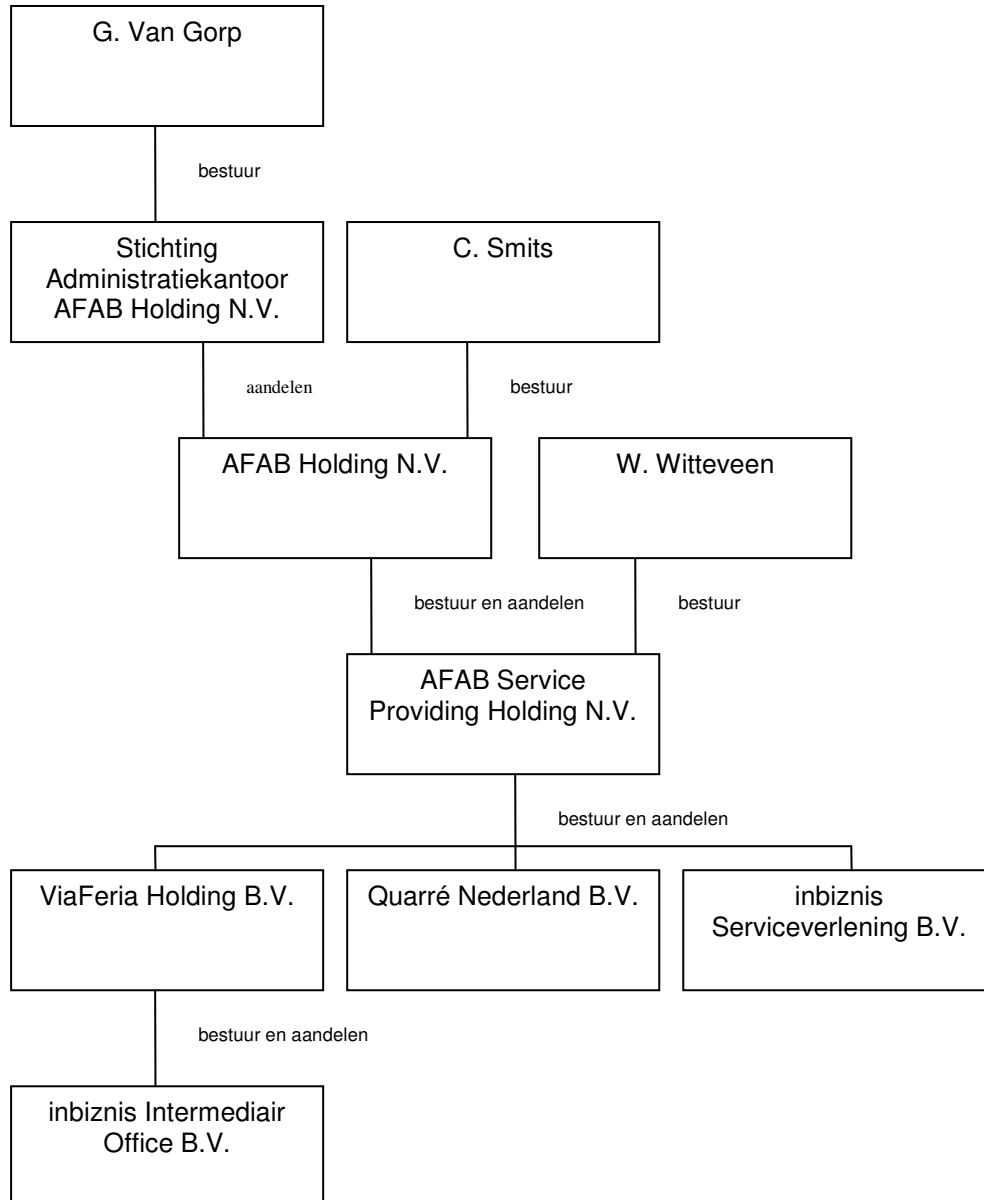 G. Van Gorp
bestuur
Stichting
Administratiekantoor
AFAB Holding N.V.
C. Smits
aandelen
bestuur
AFAB Holding N.V.
W. Witteveen
bestuur en aandelen
bestuur
AFAB Service
Providing Holding N.V.
bestuur en aandelen
ViaFeria Holding B.V.
Quarré Nederland B.V.
inbiznis
Serviceverlening B.V.
bestuur en aandelen
inbiznis Intermediair
Office B.V.